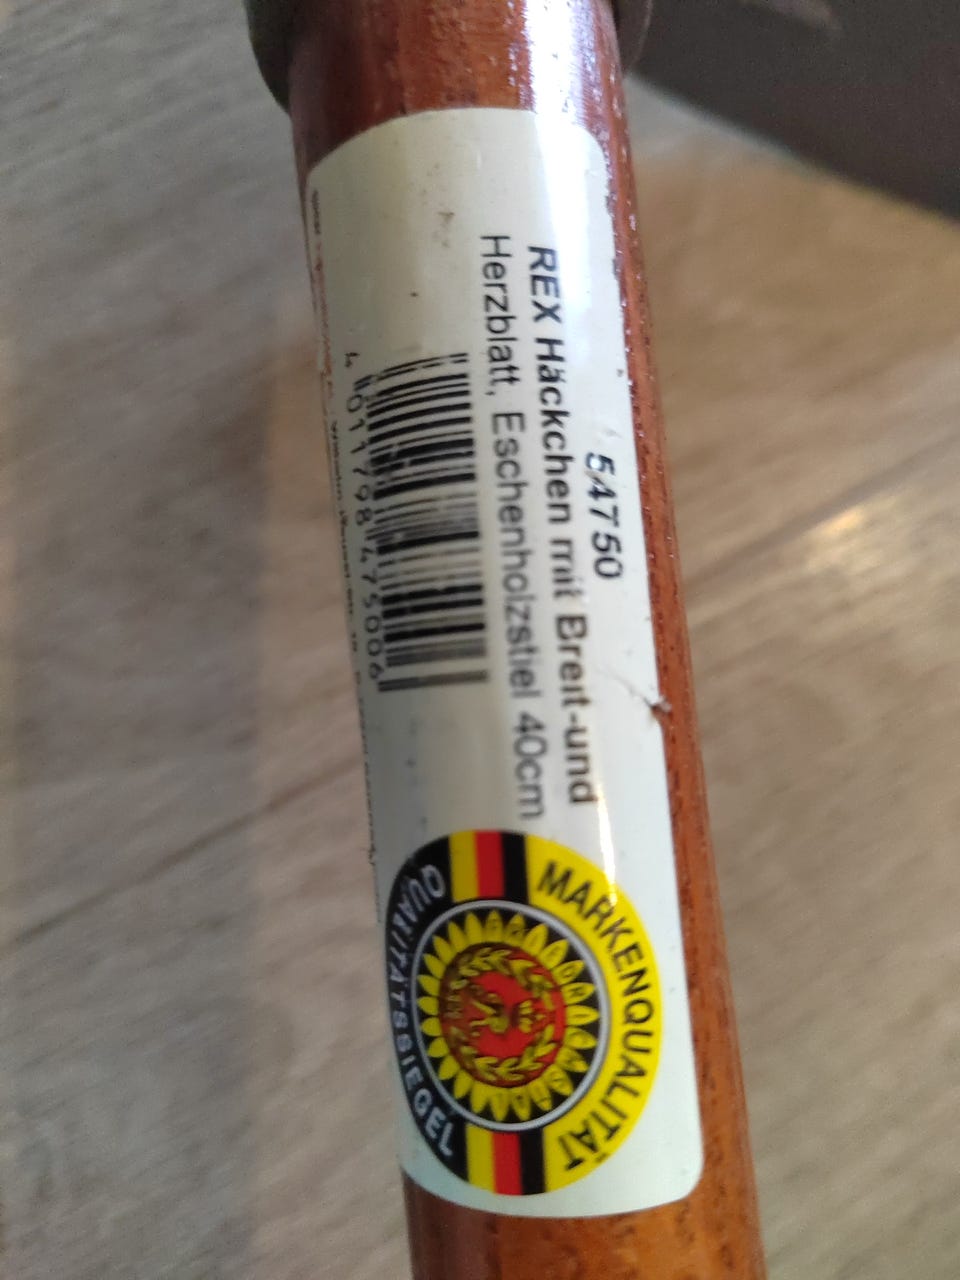 54750
REX Häckchen mit Breit-und
Herzblatt, Eschenholzstiel 40cm
4 011798 475006
MARKENQUALITÄT
QUALITÄTSSIEGEL